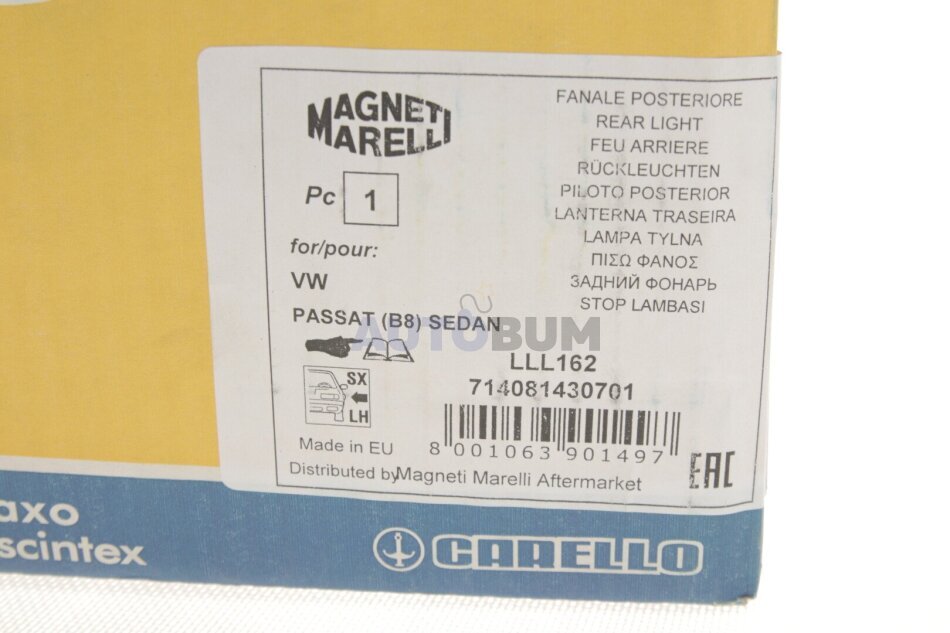 MAGNETI
MARELLI
Pc 1
for/pour:
VW
PASSAT (B8) SEDAN
FANALE POSTERIORE
REAR LIGHT
FEU ARRIERE
RÜCKLEUCHTEN
PILOTO POSTERIOR
LANTERNA TRASEIRA
LAMPA TYLNA
ΠΙΣΩ ΦΑΝΟΣ
ЗАДНИЙ ФОНАРЬ
STOP LAMBASI
AUTOBUM
LLL162
714081430701
SX
LH
8 001063 901497
Made in EU
Distributed by Magneti Marelli Aftermarket
EAC
axo
scintex
CARELLO